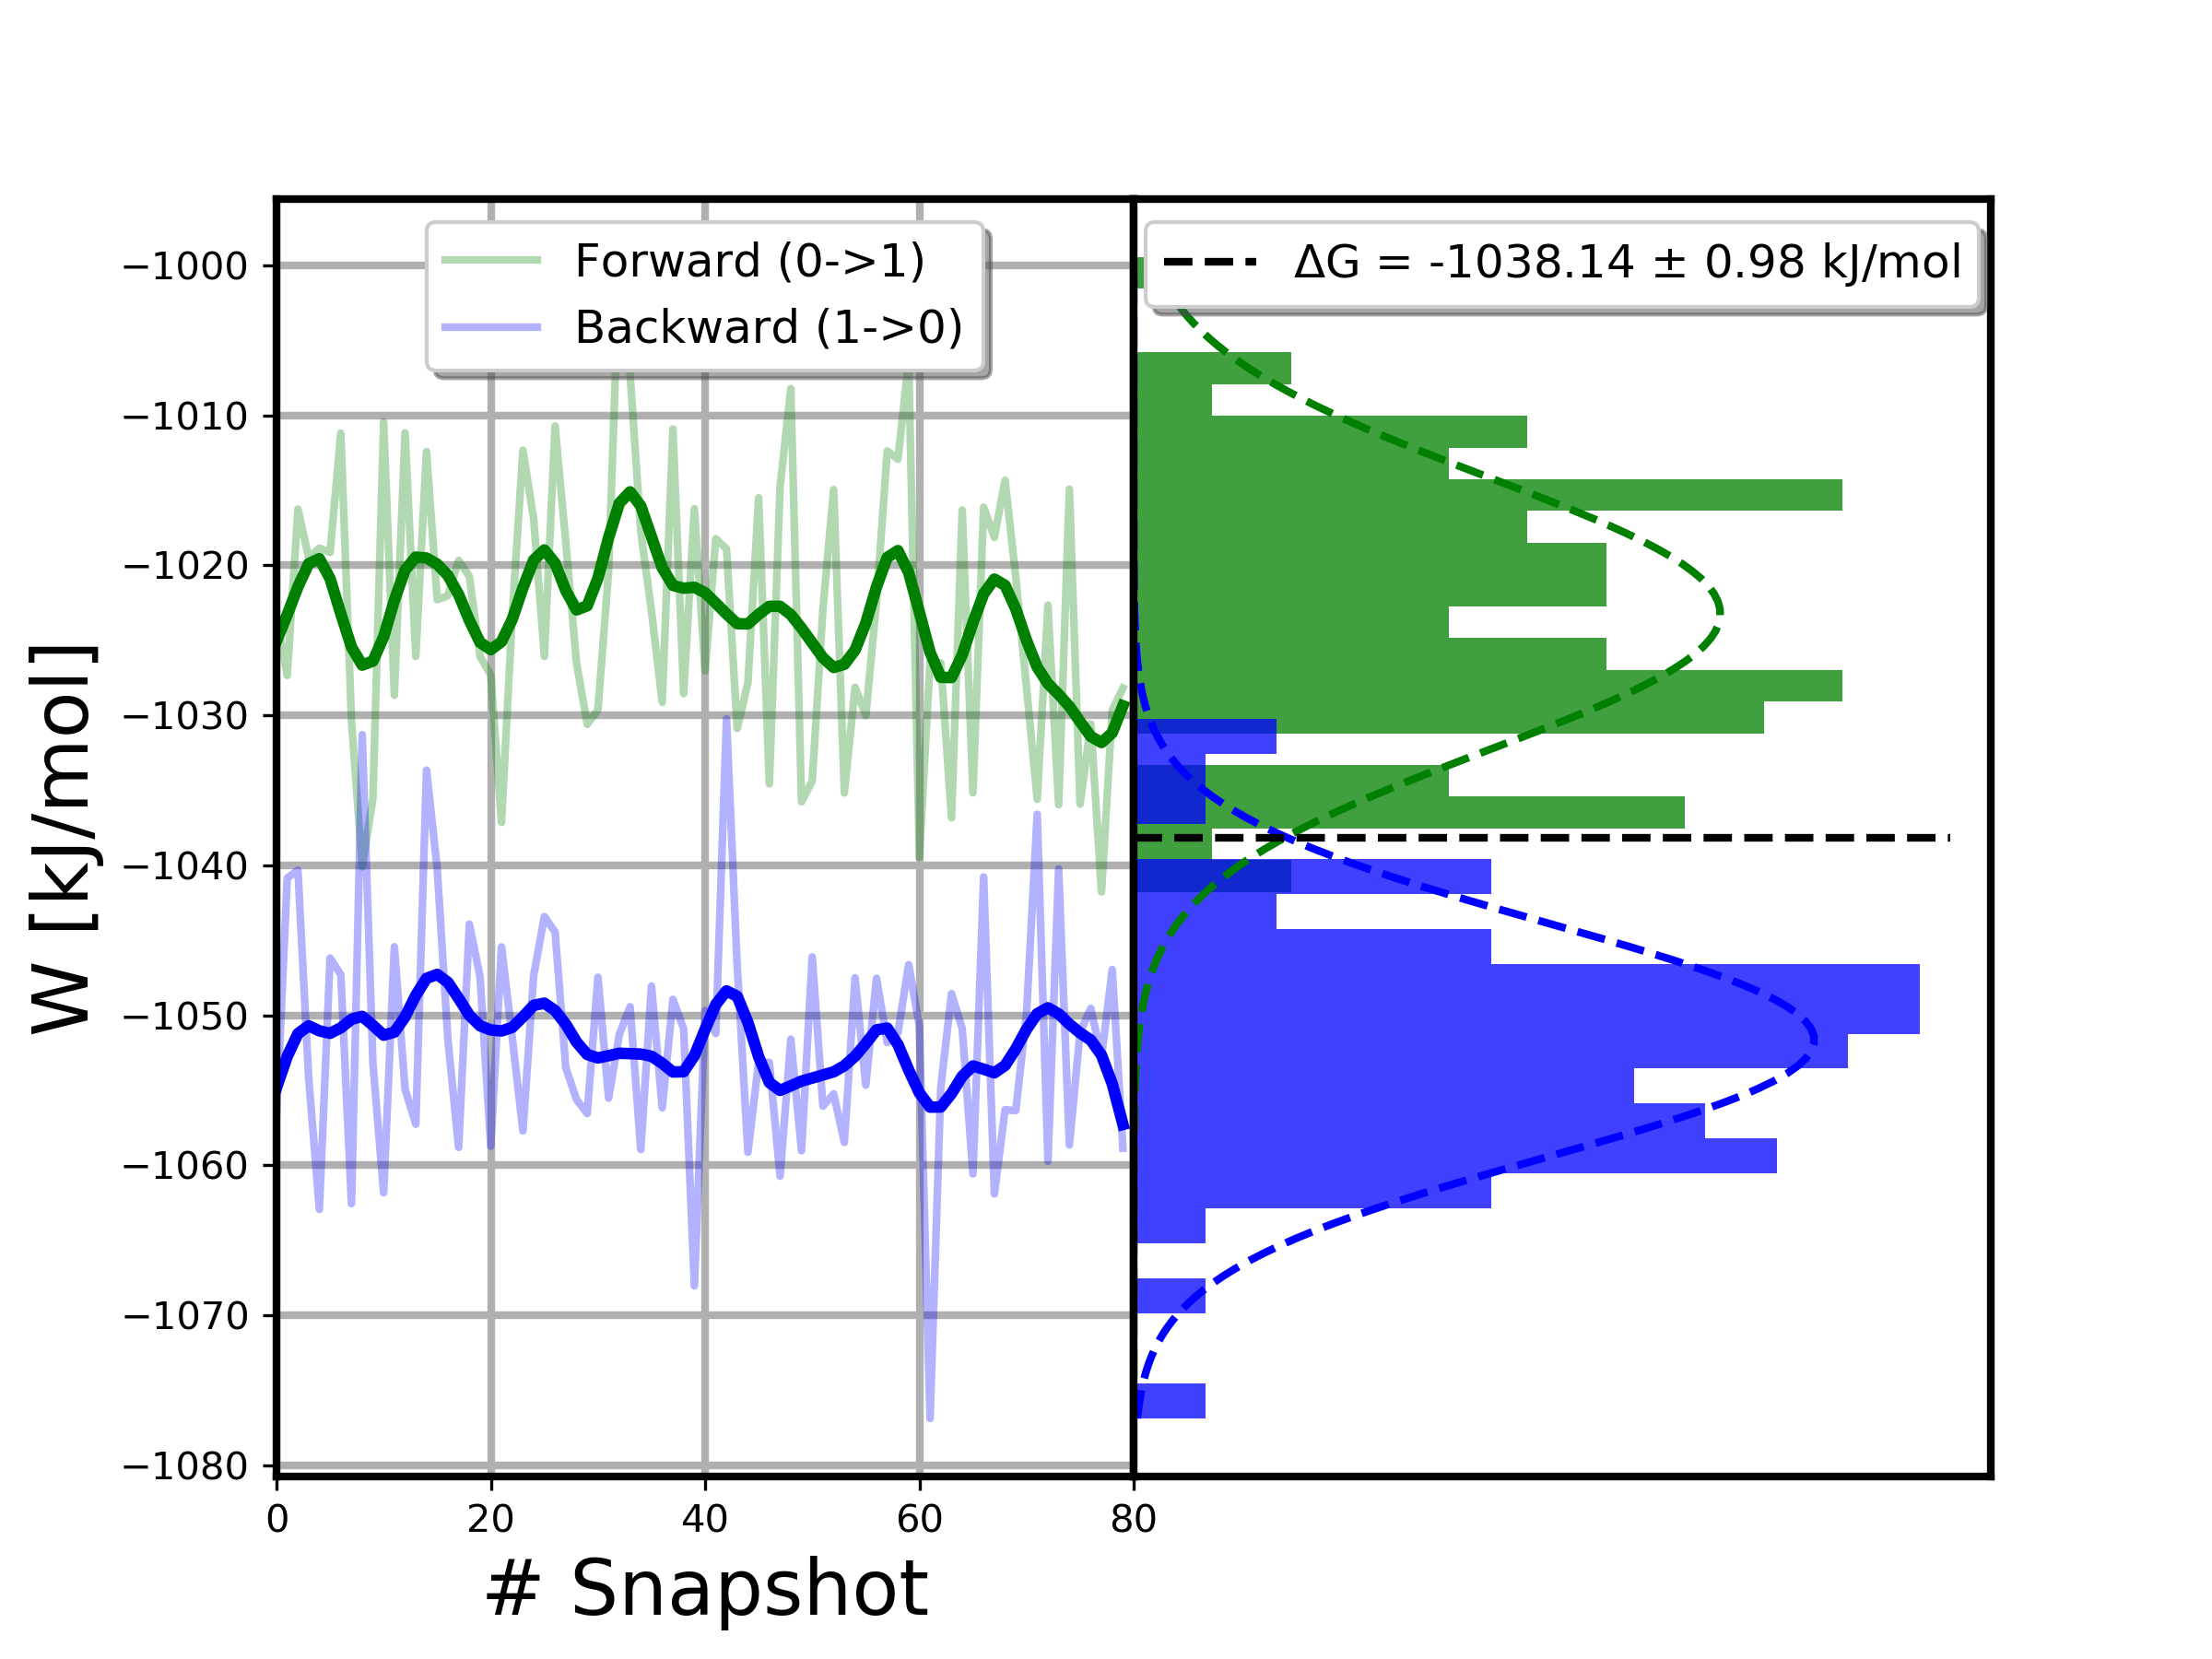 Forward (0->1)
Backward (1->0)
ΔG = -1038.14 ± 0.98 kJ/mol
W [kJ/mol]
−1000
−1010
−1020
−1030
−1040
−1050
−1060
−1070
−1080
0 20 40 60 80
# Snapshot